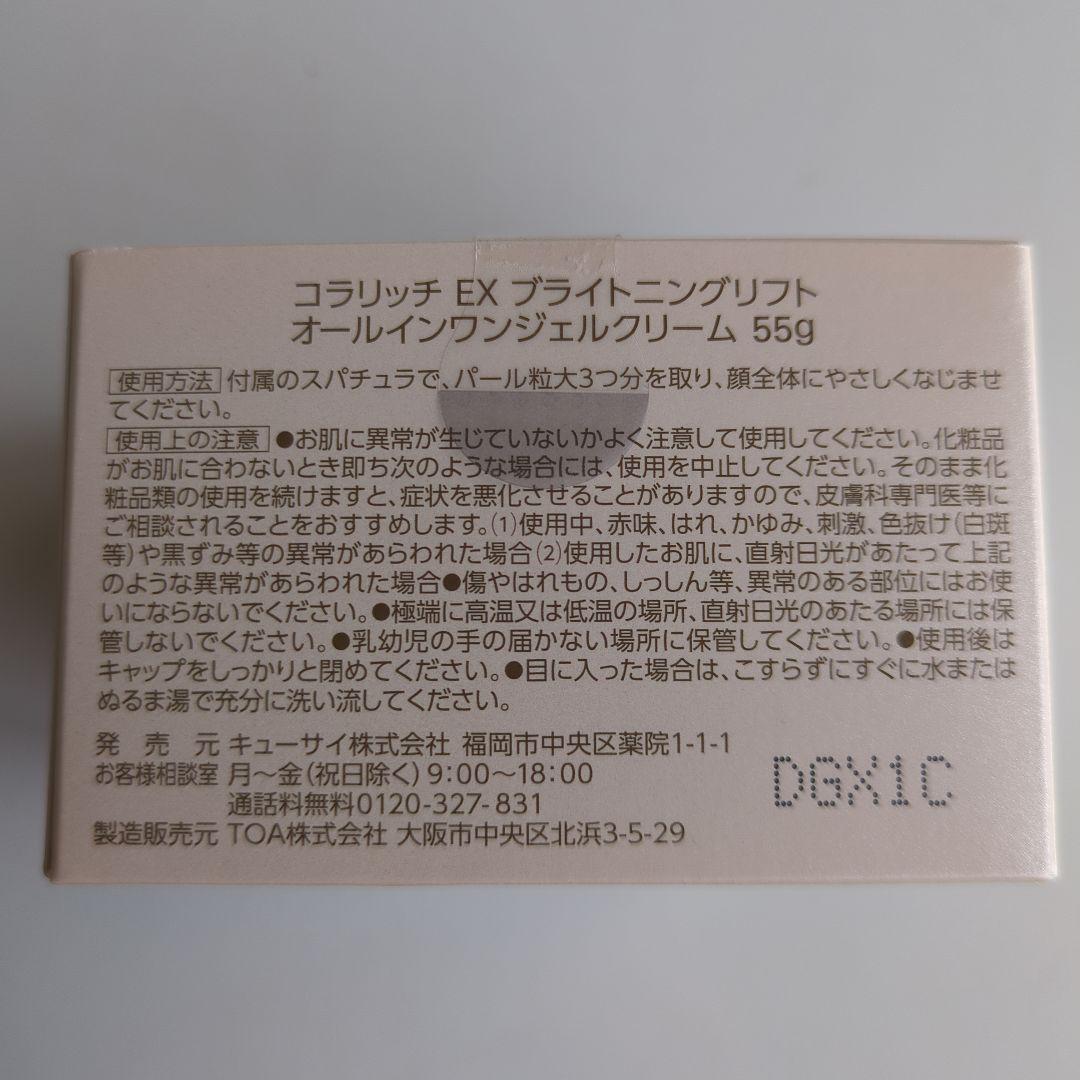 コラリッチ EX ブライトニングリフト
オールインワンジェルクリーム 55g
使用方法 付属のスパチュラで、パール粒大3つ分を取り、顔全体にやさしくなじませ
てください。
使用上の注意 ●お肌に異常が生じていないかよく注意して使用してください。化粧品
がお肌に合わないとき即ち次のような場合には、使用を中止してください。そのまま化
粧品類の使用を続けますと、症状を悪化させることがありますので、皮膚科専門医等に
ご相談されることをおすすめします。(1)使用中、赤味、はれ、かゆみ、刺激、色抜け(白斑
等)や黒ずみ等の異常があらわれた場合(2)使用したお肌に、直射日光があたって上記
のような異常があらわれた場合●傷やはれもの、しっしん等、異常のある部位にはお使
いにならないでください。●極端に高温又は低温の場所、直射日光のあたる場所には保
管しないでください。●乳幼児の手の届かない場所に保管してください。●使用後は
キャップをしっかりと閉めてください。●目に入った場合は、こすらずにすぐに水または
ぬるま湯で充分に洗い流してください。
発売元 キューサイ株式会社 福岡市中央区薬院1-1-1
お客様相談室 月～金(祝日除く)9:00～18:00
通話料無料0120-327-831
製造販売元 TOA株式会社 大阪市中央区北浜3-5-29
DGX1C